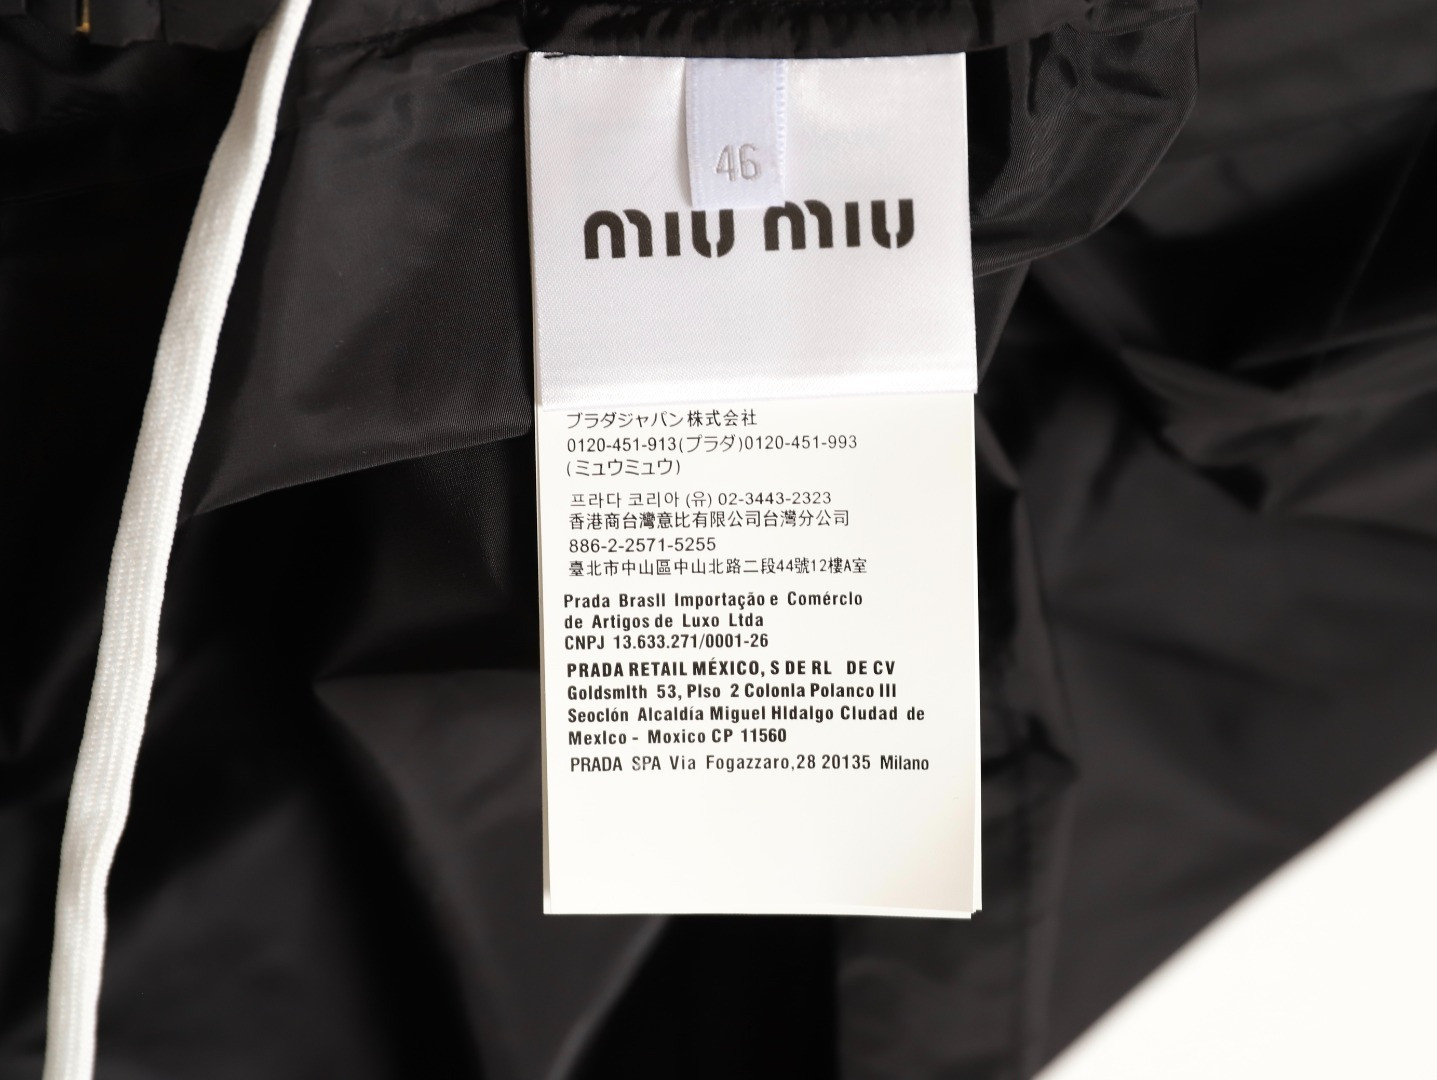 46
miu miu
プラダジャパン株式会社
0120-451-913(プラダ)0120-451-993
(ミュウミュウ)
프라다 코리아 (유) 02-3443-2323
香港商台灣意比有限公司台灣分公司
886-2-2571-5255
臺北市中山區中山北路二段44號12樓A室
Prada Brasll Importação e Comérclo
de Artigos de Luxo Ltda
CNPJ 13.633.271/0001-26
PRADA RETAIL MÉXICO, S DE RL DE CV
Goldsmlth 53, Plso 2 Colonla Polanco III
Seoclón Alcaldía Miguel Hldalgo Cludad de
Mexlco - Moxico CP 11560
PRADA SPA Via Fogazzaro,28 20135 Milano